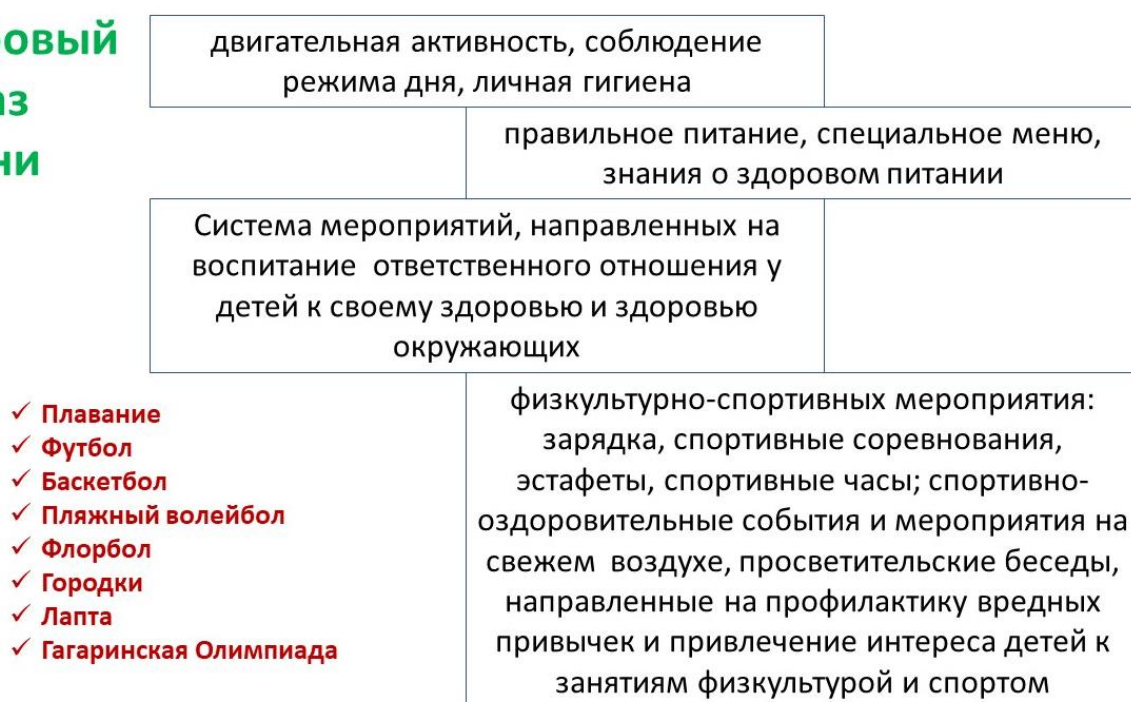 овый
аз
ни
двигательная активность, соблюдение
режима дня, личная гигиена
правильное питание, специальное меню,
знания о здоровом питании
Система мероприятий, направленных на
воспитание ответственного отношения у
детей к своему здоровью и здоровью
окружающих
✓ Плавание
✓ Футбол
✓ Баскетбол
✓ Пляжный волейбол
✓ Флорбол
✓ Городки
✓ Лапта
✓ Гагаринская Олимпиада
физкультурно-спортивных мероприятия:
зарядка, спортивные соревнования,
эстафеты, спортивные часы; спортивно-
оздоровительные события и мероприятия на
свежем воздухе, просветительские беседы,
направленные на профилактику вредных
привычек и привлечение интереса детей к
занятиям физкультурой и спортом